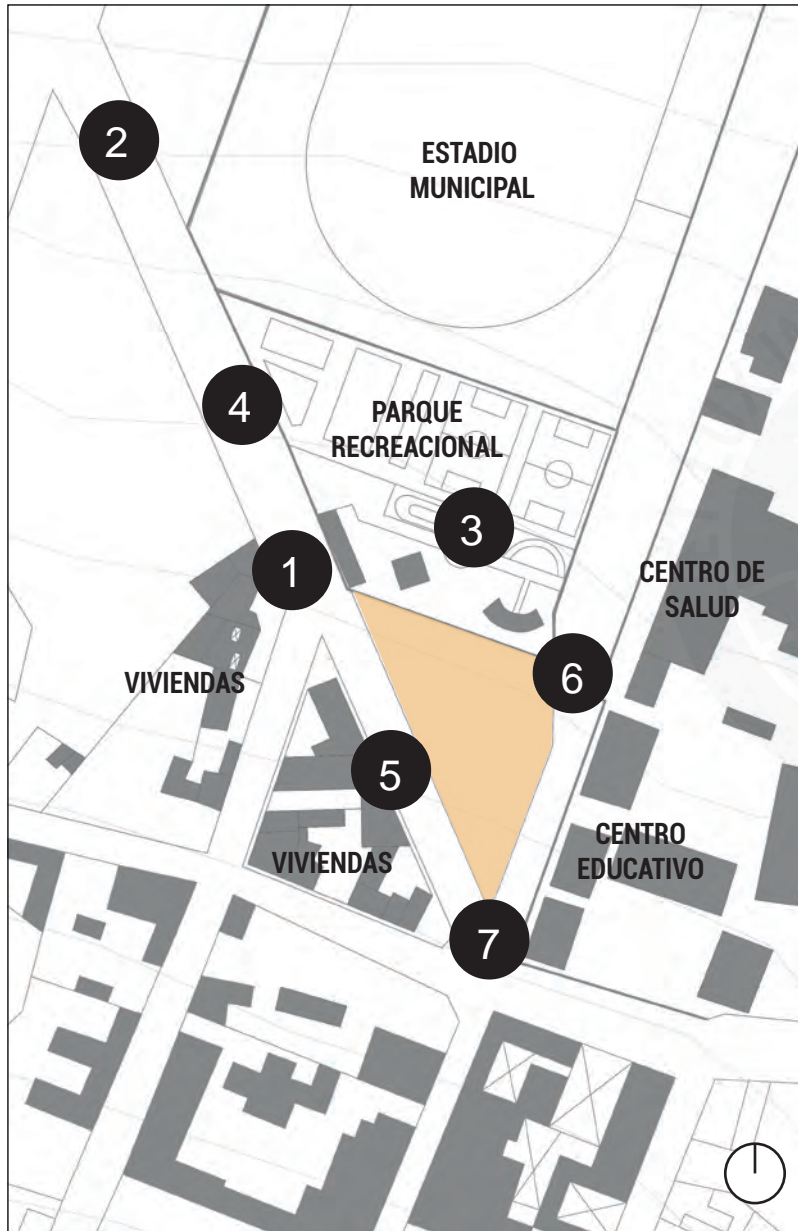 2
ESTADIO
MUNICIPAL
4
PARQUE
RECREACIONAL
3
1
CENTRO DE
SALUD
VIVIENDAS
6
5
VIVIENDAS
CENTRO
EDUCATIVO
7